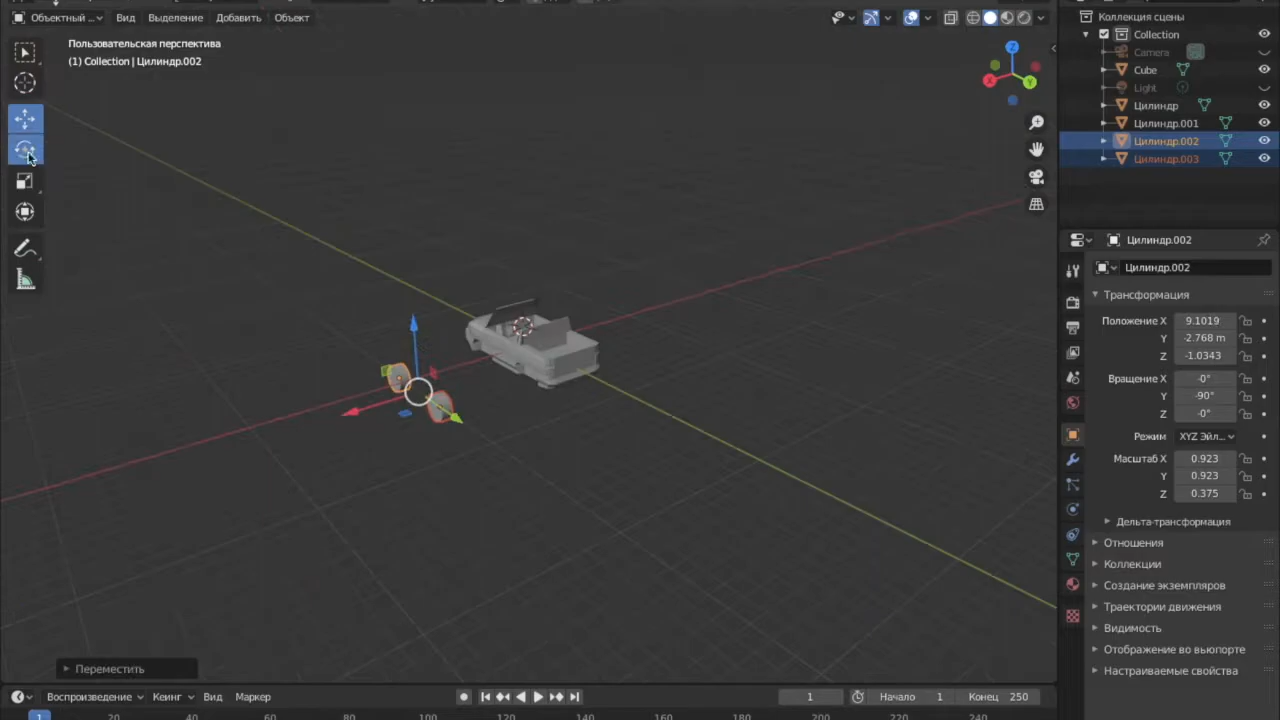 Объектный ...
Вид
Выделение
Добавить
Объект
Пользовательская перспектива
(1) Collection | Цилиндр.002
Z
X
Y
Переместить
Коллекция сцены
Collection
Camera
Cube
Light
Цилиндр
Цилиндр.001
Цилиндр.002
Цилиндр.003
Цилиндр.002
Цилиндр.002
Трансформация
Положение X 9.1019
Y -2.768 m
Z -1.0343
Вращение X -0°
Y -90°
Z -0°
Режим XYZ Эйл...
Масштаб X 0.923
Y 0.923
Z 0.375
Дельта-трансформация
Отношения
Коллекции
Создание экземпляров
Траектории движения
Видимость
Отображение во вьюпорте
Настраиваемые свойства
Воспроизведение Кеинг Вид Маркер 1 Начало 1 Конец 250
1 20 40 60 80 100 120 140 160 180 200 220 240